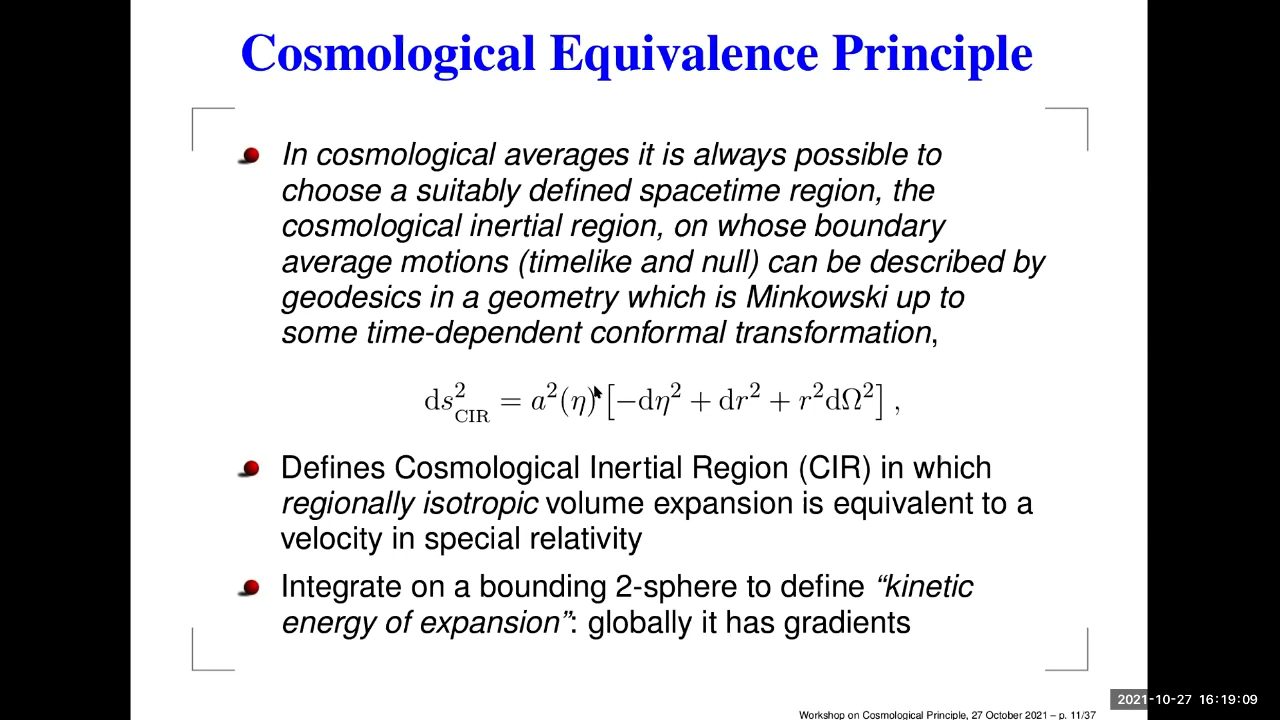 Cosmological Equivalence Principle
In cosmological averages it is always possible to
choose a suitably defined spacetime region, the
cosmological inertial region, on whose boundary
average motions (timelike and null) can be described by
geodesics in a geometry which is Minkowski up to
some time-dependent conformal transformation,
ds²_CIR = a²(η) [−dη² + dr² + r²dΩ²] ,
Defines Cosmological Inertial Region (CIR) in which
regionally isotropic volume expansion is equivalent to a
velocity in special relativity
Integrate on a bounding 2-sphere to define “kinetic
energy of expansion”: globally it has gradients
2021-10-27 16:19:09
Workshop on Cosmological Principle, 27 October 2021 – p. 11/37